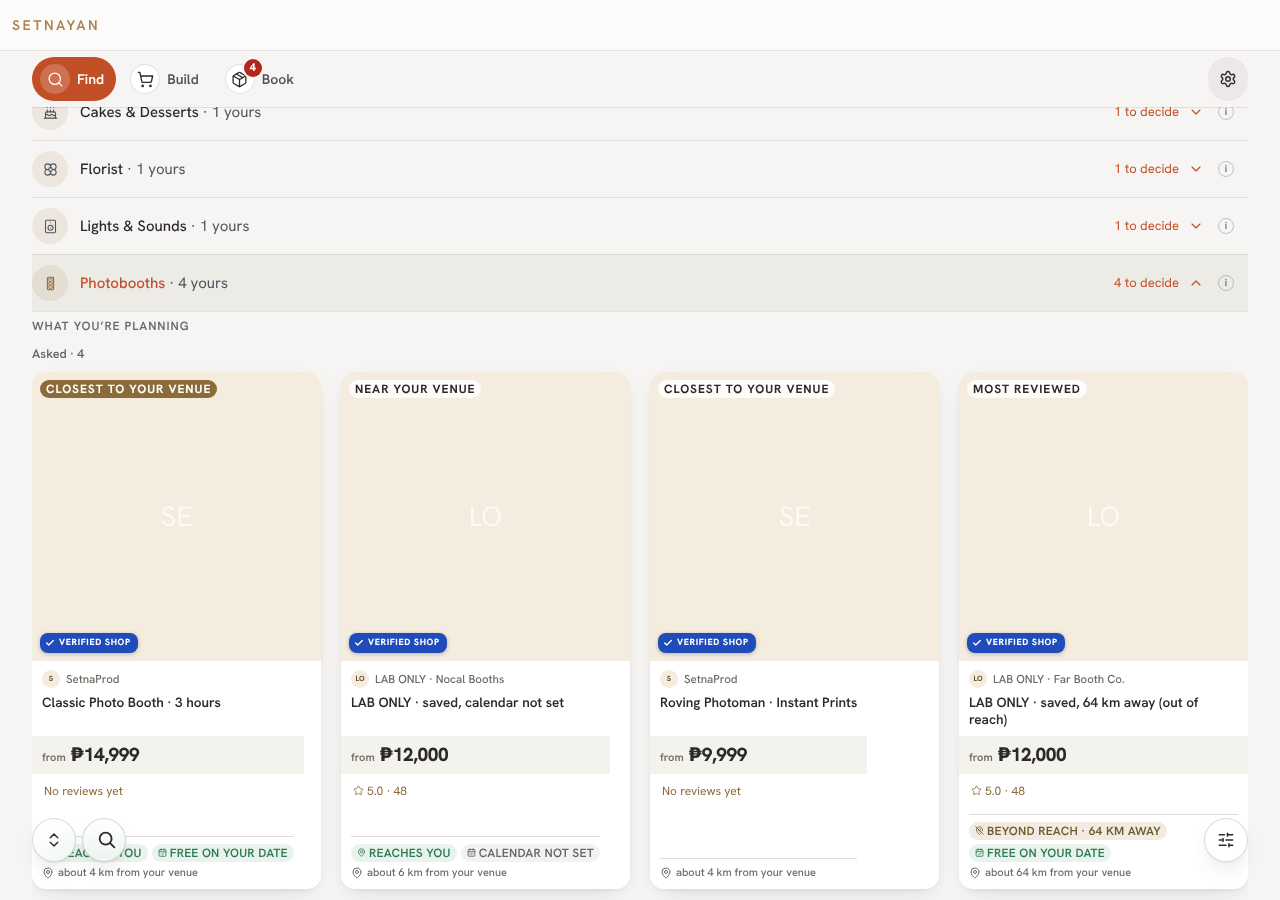 SETNAYAN
Find
Build
4
Book
Cakes & Desserts · 1 yours
1 to decide
Florist · 1 yours
1 to decide
Lights & Sounds · 1 yours
1 to decide
Photobooths · 4 yours
4 to decide
WHAT YOU'RE PLANNING
Asked · 4
CLOSEST TO YOUR VENUE
SE
VERIFIED SHOP
S SetnaProd
Classic Photo Booth · 3 hours
from ₱14,999
No reviews yet
YOU
FREE ON YOUR DATE
about 4 km from your venue
NEAR YOUR VENUE
LO
VERIFIED SHOP
LO LAB ONLY · Nocal Booths
LAB ONLY · saved, calendar not set
from ₱12,000
5.0 · 48
REACHES YOU
CALENDAR NOT SET
about 6 km from your venue
CLOSEST TO YOUR VENUE
SE
VERIFIED SHOP
S SetnaProd
Roving Photoman · Instant Prints
from ₱9,999
No reviews yet
about 4 km from your venue
MOST REVIEWED
LO
VERIFIED SHOP
LO LAB ONLY · Far Booth Co.
LAB ONLY · saved, 64 km away (out of
reach)
from ₱12,000
5.0 · 48
BEYOND REACH · 64 KM AWAY
FREE ON YOUR DATE
about 64 km from your venue